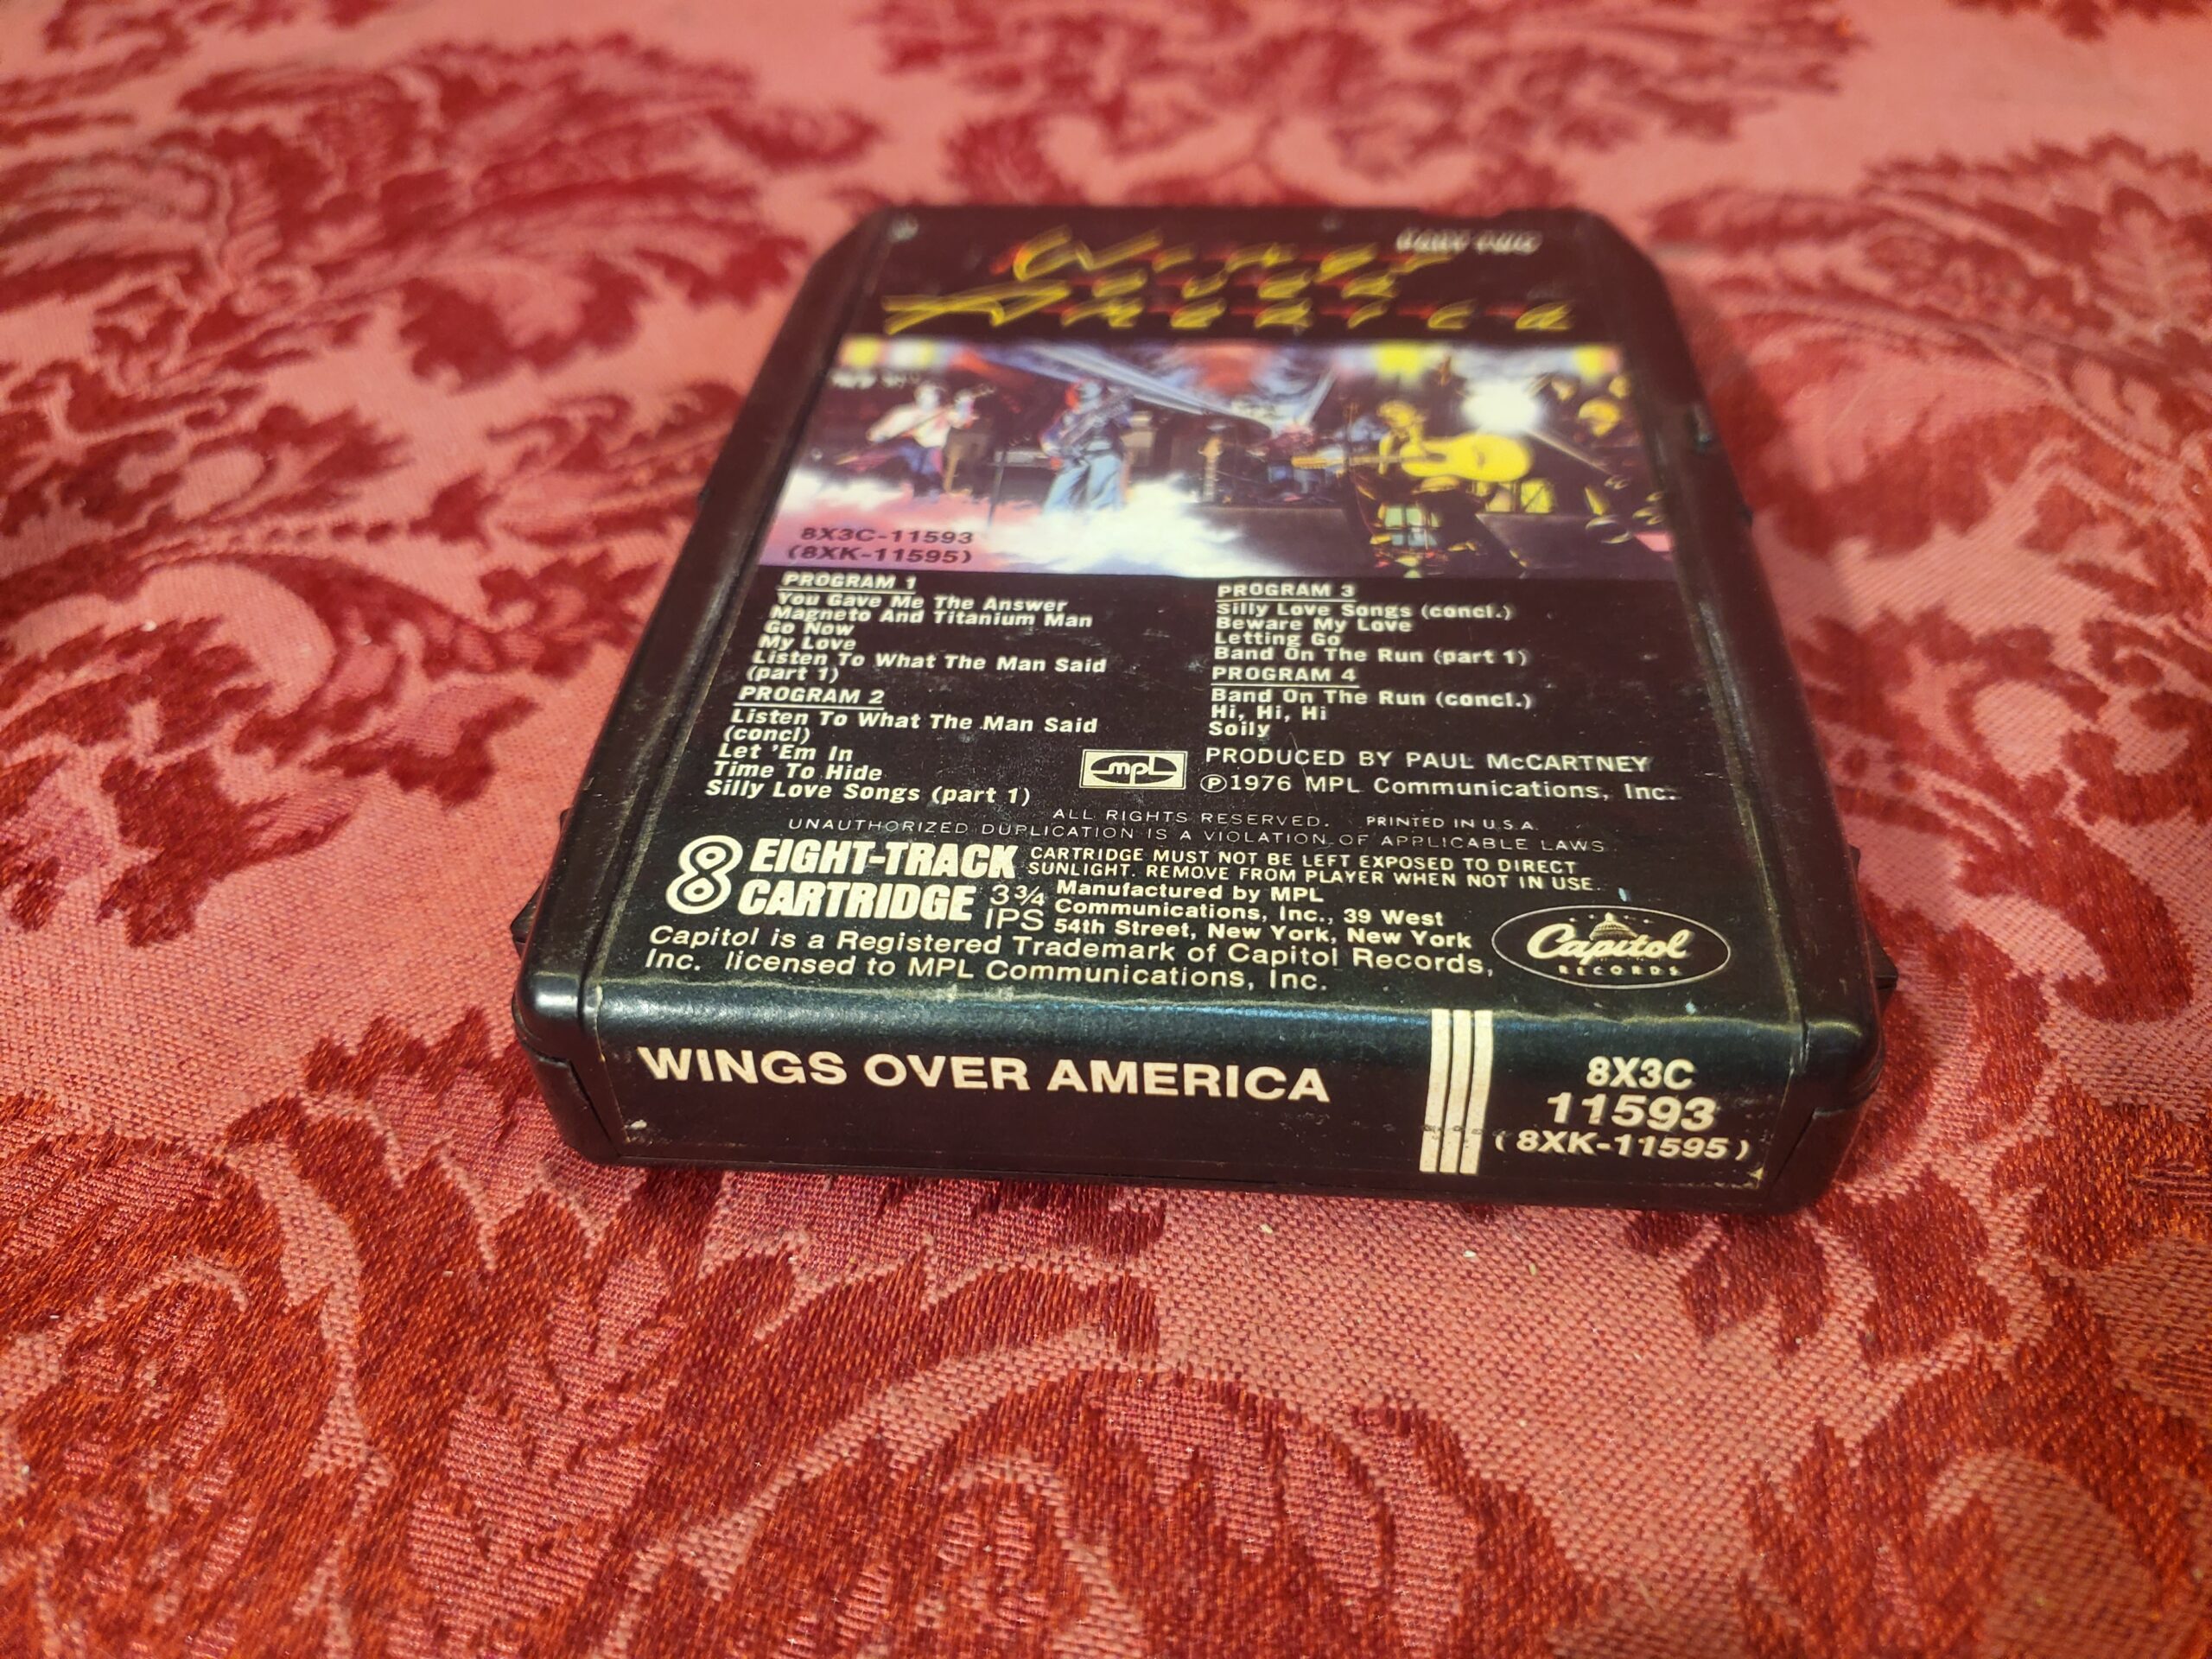 PART TWO
Wings
over
America
8X3C-11593
(8XK-11595)
PROGRAM 1
You Gave Me The Answer
Magneto And Titanium Man
Go Now
My Love
Listen To What The Man Said
(part 1)
PROGRAM 2
Listen To What The Man Said
(concl)
Let 'Em In
Time To Hide
Silly Love Songs (part 1)
PROGRAM 3
Silly Love Songs (concl.)
Beware My Love
Letting Go
Band On The Run (part 1)
PROGRAM 4
Band On The Run (concl.)
Hi, Hi, Hi
Soily
mpl
PRODUCED BY PAUL McCARTNEY
Ⓟ1976 MPL Communications, Inc.
ALL RIGHTS RESERVED. PRINTED IN U.S.A.
UNAUTHORIZED DUPLICATION IS A VIOLATION OF APPLICABLE LAWS.
8 EIGHT-TRACK
CARTRIDGE
CARTRIDGE MUST NOT BE LEFT EXPOSED TO DIRECT
SUNLIGHT. REMOVE FROM PLAYER WHEN NOT IN USE.
3¾
IPS
Manufactured by MPL
Communications, Inc., 39 West
54th Street, New York, New York
Capitol is a Registered Trademark of Capitol Records,
Inc. licensed to MPL Communications, Inc.
Capitol
RECORDS
WINGS OVER AMERICA
8X3C
11593
(8XK-11595)